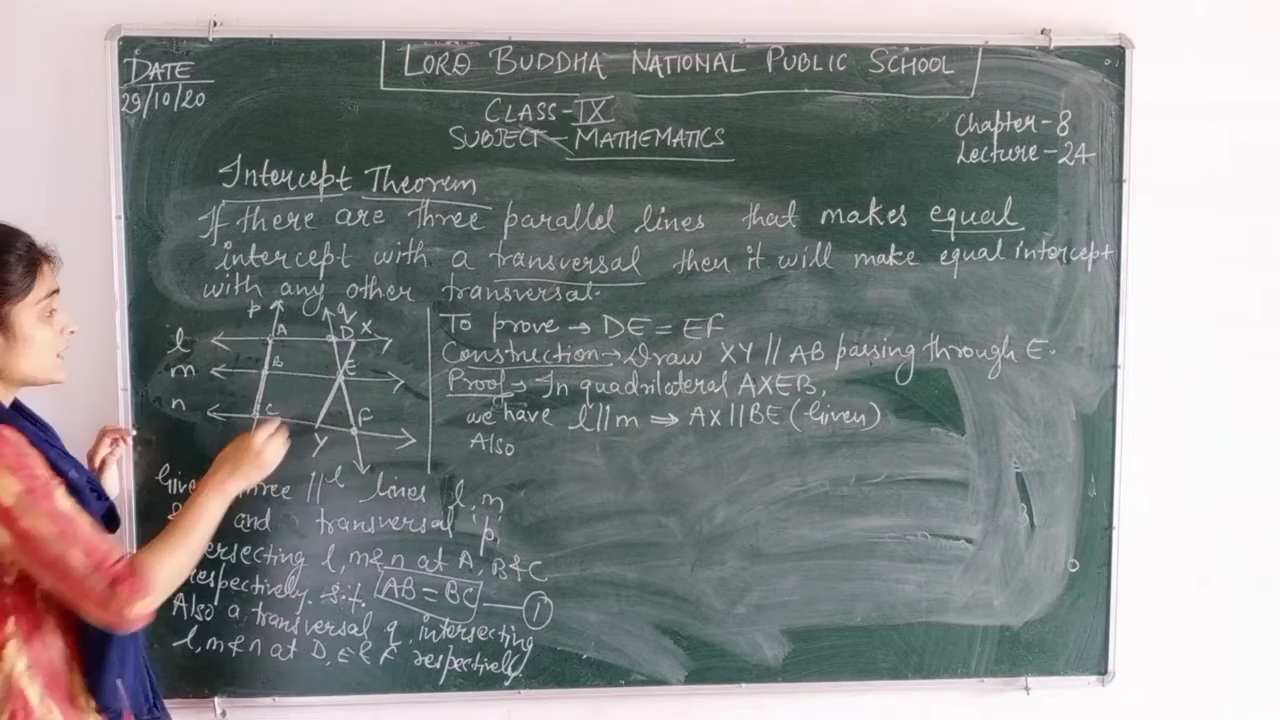 DATE
29/10/20
LORD BUDDHA NATIONAL PUBLIC SCHOOL
CLASS-IX
SUBJECT-MATHEMATICS
Chapter-8
Lecture-24
Intercept Theorem
If there are three parallel lines that makes equal
intercept with a transversal then it will make equal intercept
with any other transversal.
p q
l A D X
m B E
n C F
Y
Three ||el lines l, m
and transversal p,
l, m & n at A, B & C
respectively. s.t. AB = BC — 1
Also a transversal q intersecting
l, m & n at D, E & F respectively.
To prove → DE = EF
Construction → Draw XY // AB passing through E.
Proof → In quadrilateral AXEB,
we have l||m ⇒ AX||BE (Given)
Also